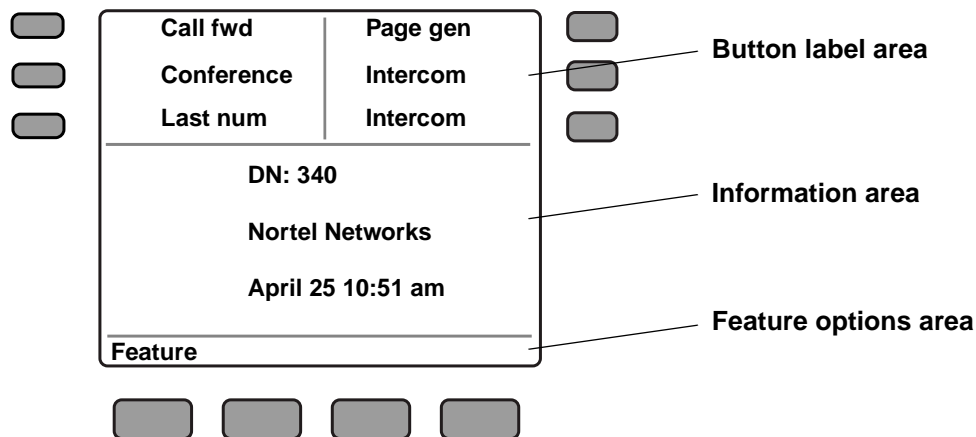 Call fwd Page gen
Conference Intercom
Last num Intercom
DN: 340
Nortel Networks
April 25 10:51 am
Feature
Button label area
Information area
Feature options area